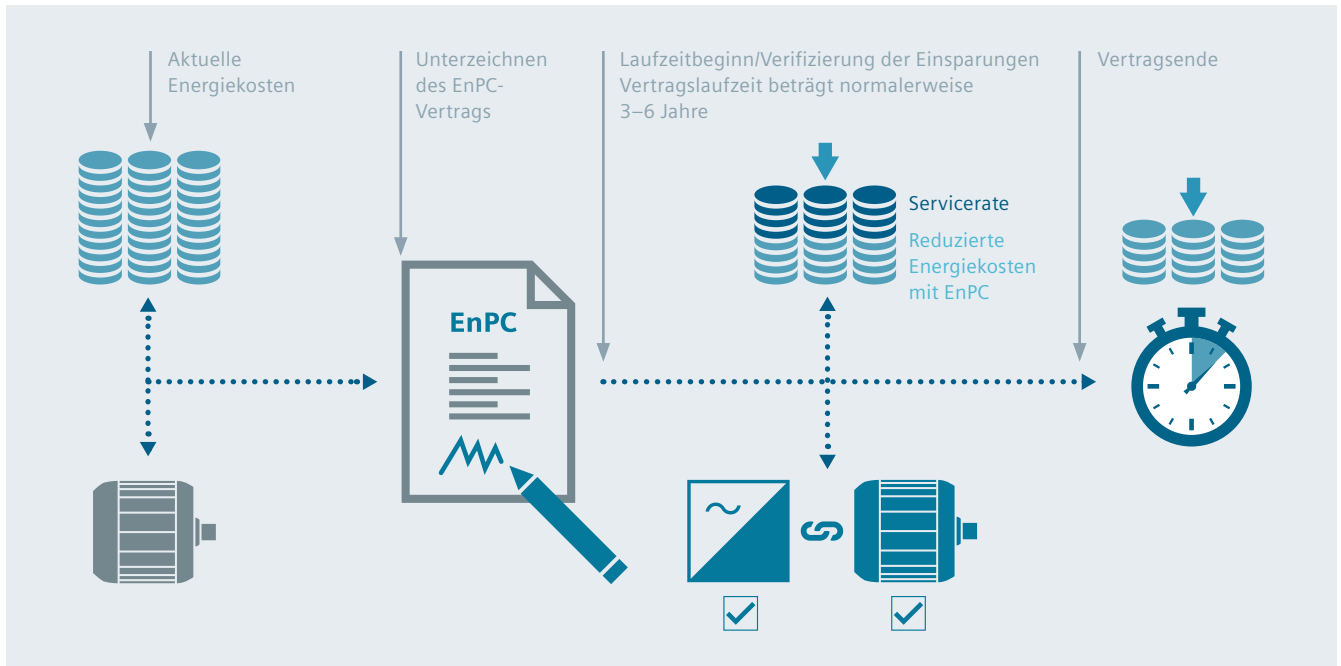 Aktuelle
Energiekosten
Unterzeichnen
des EnPC-
Vertrags
Laufzeitbeginn/Verifizierung der Einsparungen
Vertragslaufzeit beträgt normalerweise
3–6 Jahre
Vertragsende
Servicerate
Reduzierte
Energiekosten
mit EnPC
EnPC